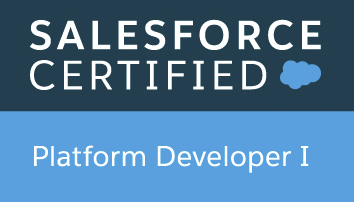 SALESFORCE
CERTIFIED
Platform Developer I